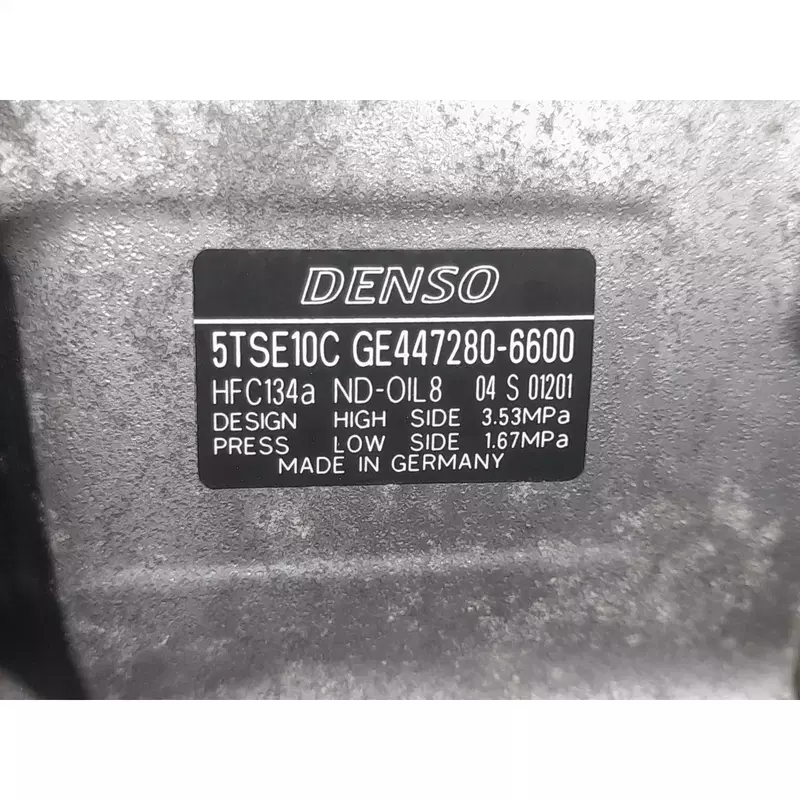 DENSO
5TSE10C GE447280-6600
HFC134a ND-OIL8 04 S 01201
DESIGN HIGH SIDE 3.53MPa
PRESS LOW SIDE 1.67MPa
MADE IN GERMANY